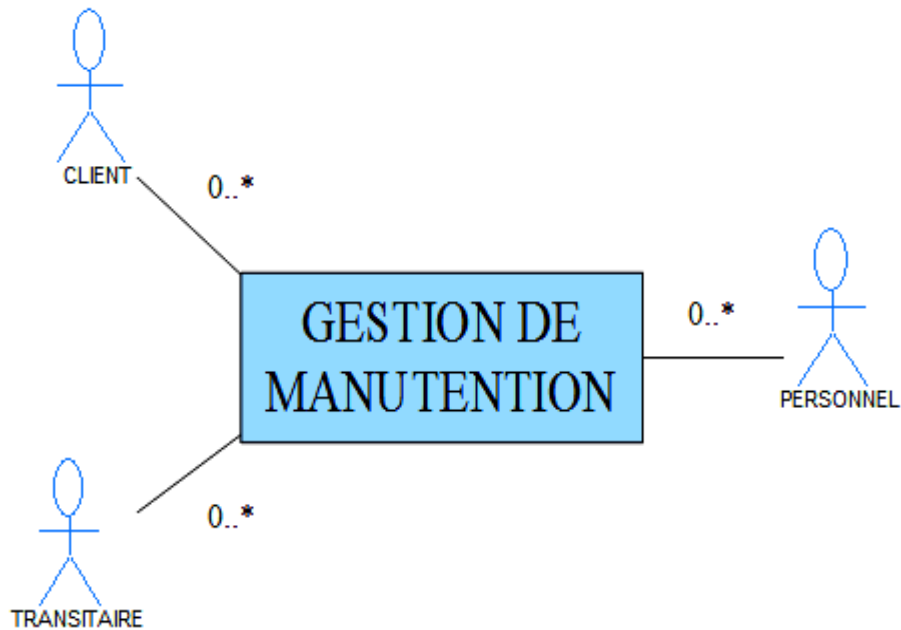 CLIENT
0..*
GESTION DE
MANUTENTION
0..*
PERSONNEL
0..*
TRANSITAIRE